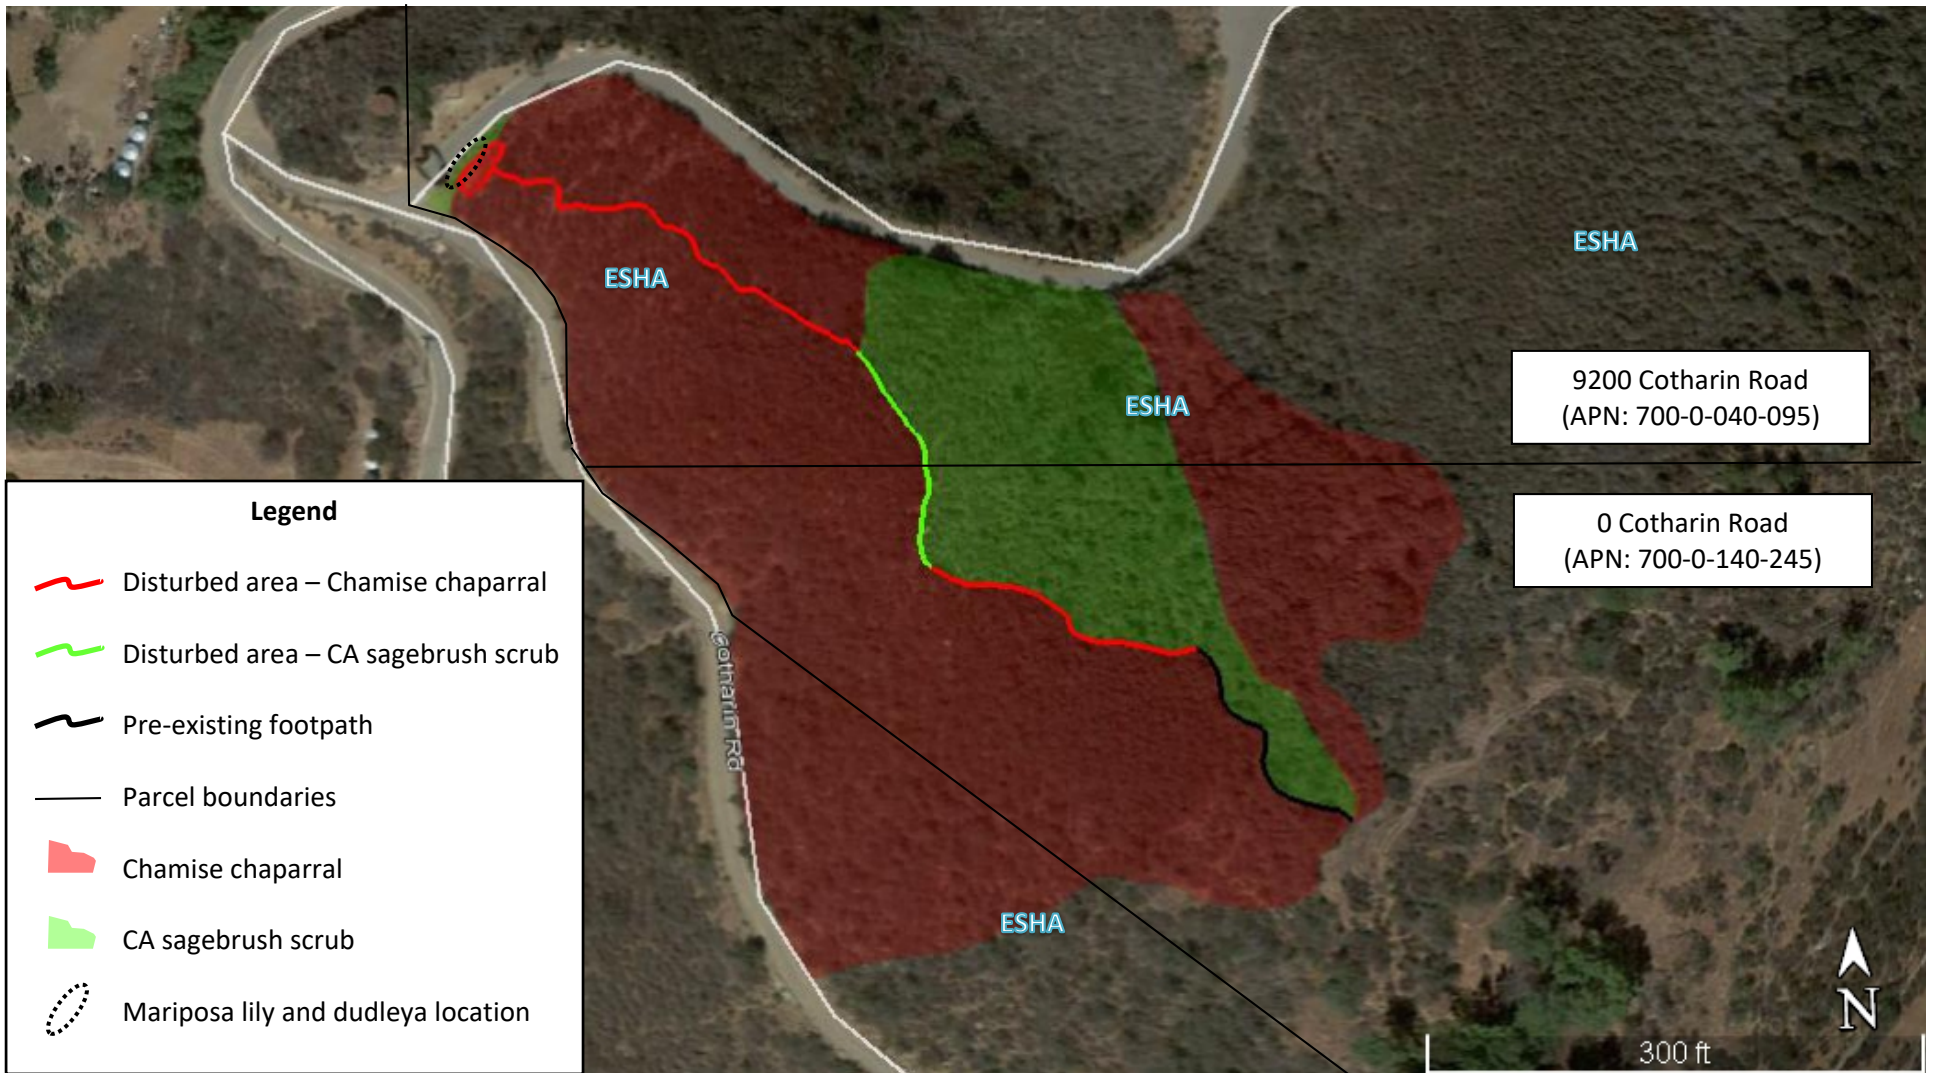 ESHA
ESHA
ESHA
9200 Cotharin Road
(APN: 700-0-040-095)
0 Cotharin Road
(APN: 700-0-140-245)
Legend
Disturbed area – Chamise chaparral
Disturbed area – CA sagebrush scrub
Pre-existing footpath
Parcel boundaries
Chamise chaparral
CA sagebrush scrub
Mariposa lily and dudleya location
Cotharin Rd
ESHA
N
300 ft